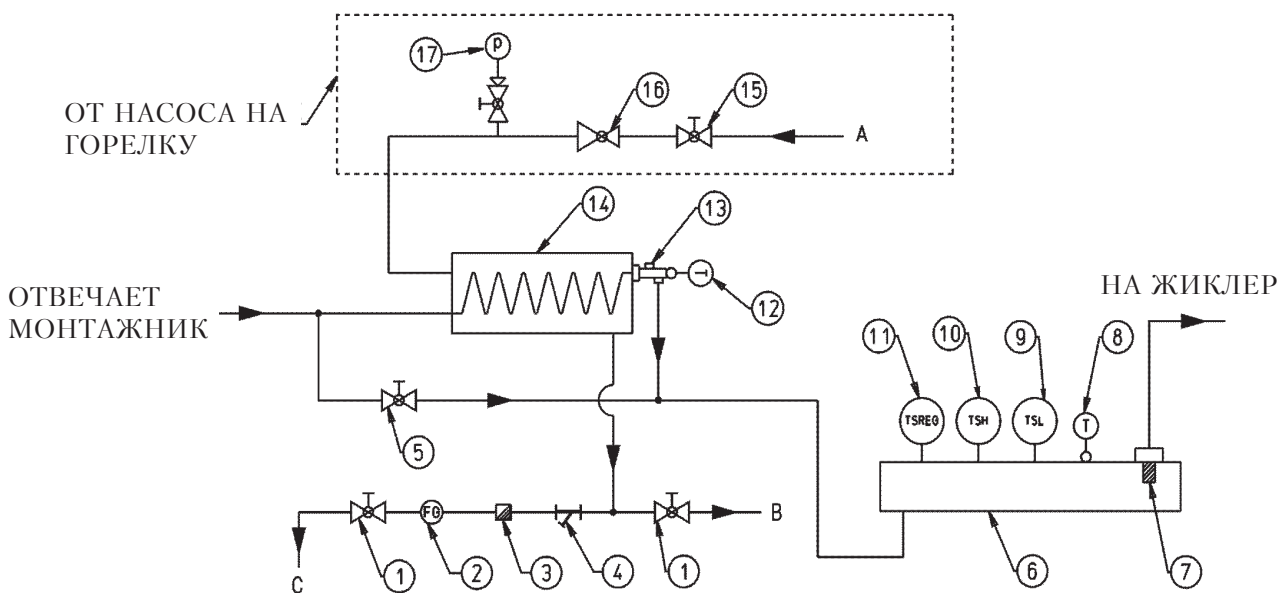 17
P
ОТ НАСОСА НА
ГОРЕЛКУ
16
15
A
14
13
12
ОТВЕЧАЕТ
МОНТАЖНИК
НА ЖИКЛЕР
11
10
9
8
TSREG
TSH
TSL
T
5
FG
B
C
1
2
3
4
1
6
7